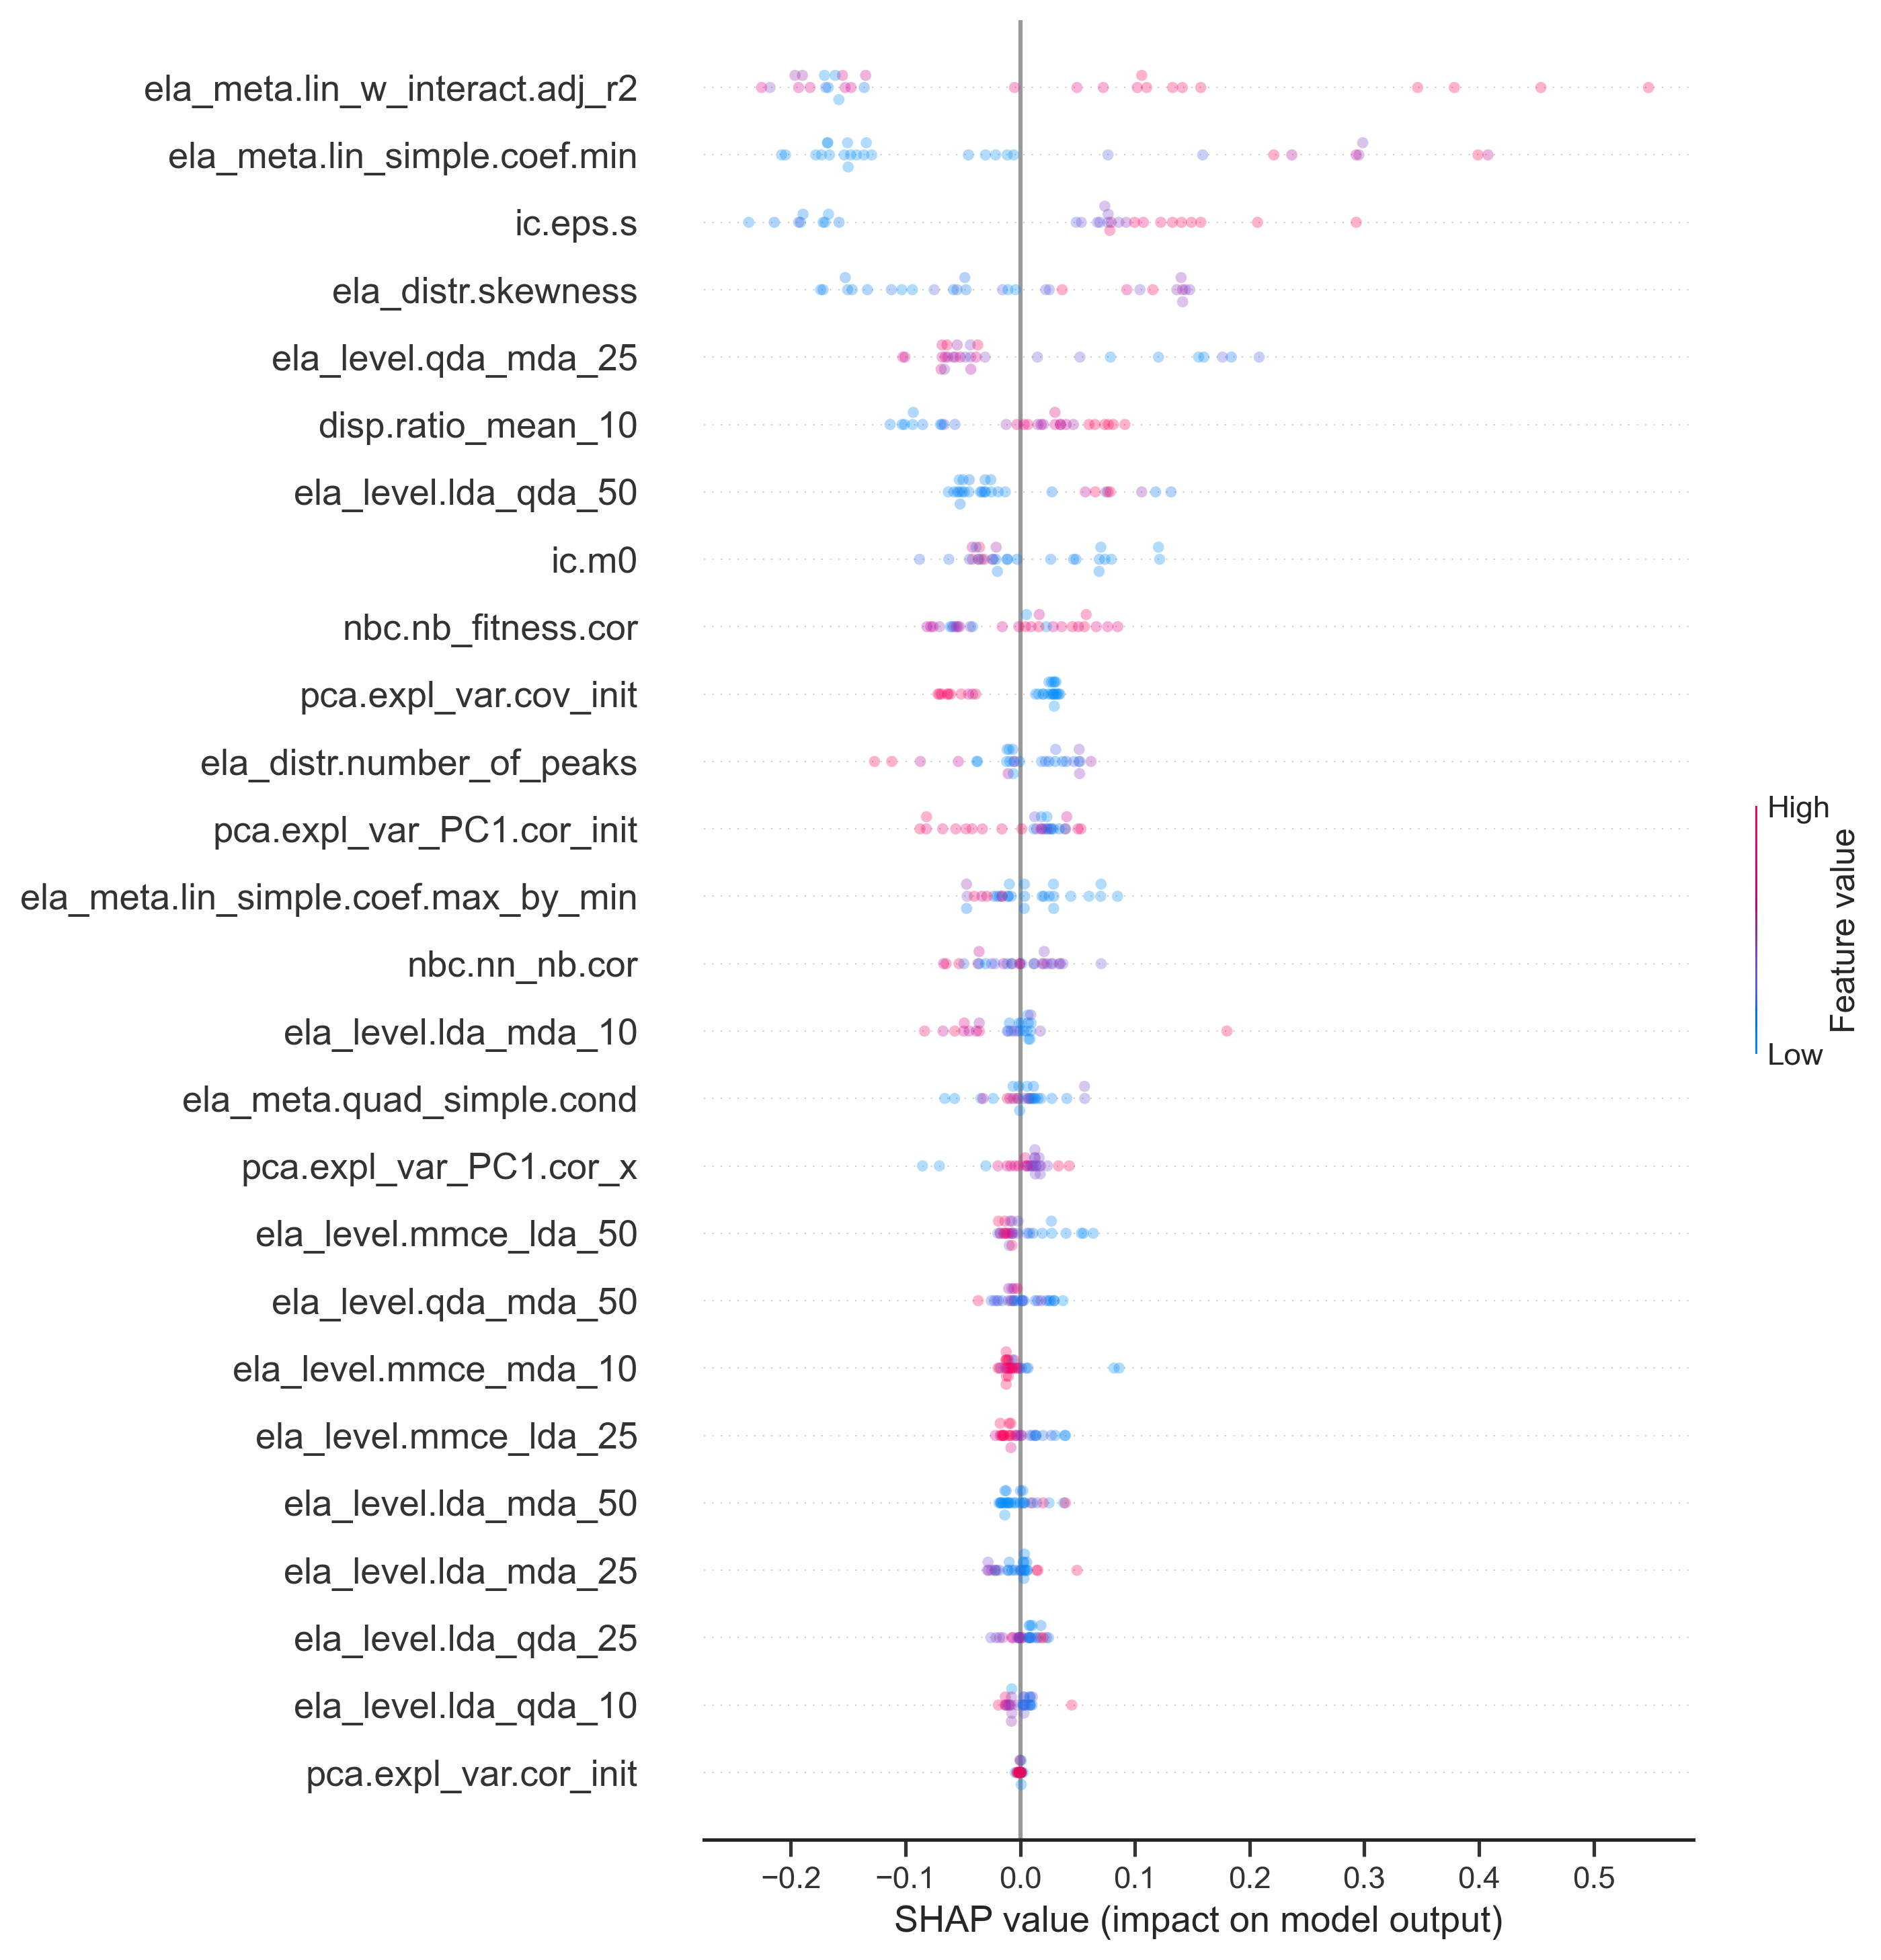 ela_meta.lin_w_interact.adj_r2
ela_meta.lin_simple.coef.min
ic.eps.s
ela_distr.skewness
ela_level.qda_mda_25
disp.ratio_mean_10
ela_level.lda_qda_50
ic.m0
nbc.nb_fitness.cor
pca.expl_var.cov_init
ela_distr.number_of_peaks
pca.expl_var_PC1.cor_init
ela_meta.lin_simple.coef.max_by_min
nbc.nn_nb.cor
ela_level.lda_mda_10
ela_meta.quad_simple.cond
pca.expl_var_PC1.cor_x
ela_level.mmce_lda_50
ela_level.qda_mda_50
ela_level.mmce_mda_10
ela_level.mmce_lda_25
ela_level.lda_mda_50
ela_level.lda_mda_25
ela_level.lda_qda_25
ela_level.lda_qda_10
pca.expl_var.cor_init
−0.2 −0.1 0.0 0.1 0.2 0.3 0.4 0.5
SHAP value (impact on model output)
High
Feature value
Low